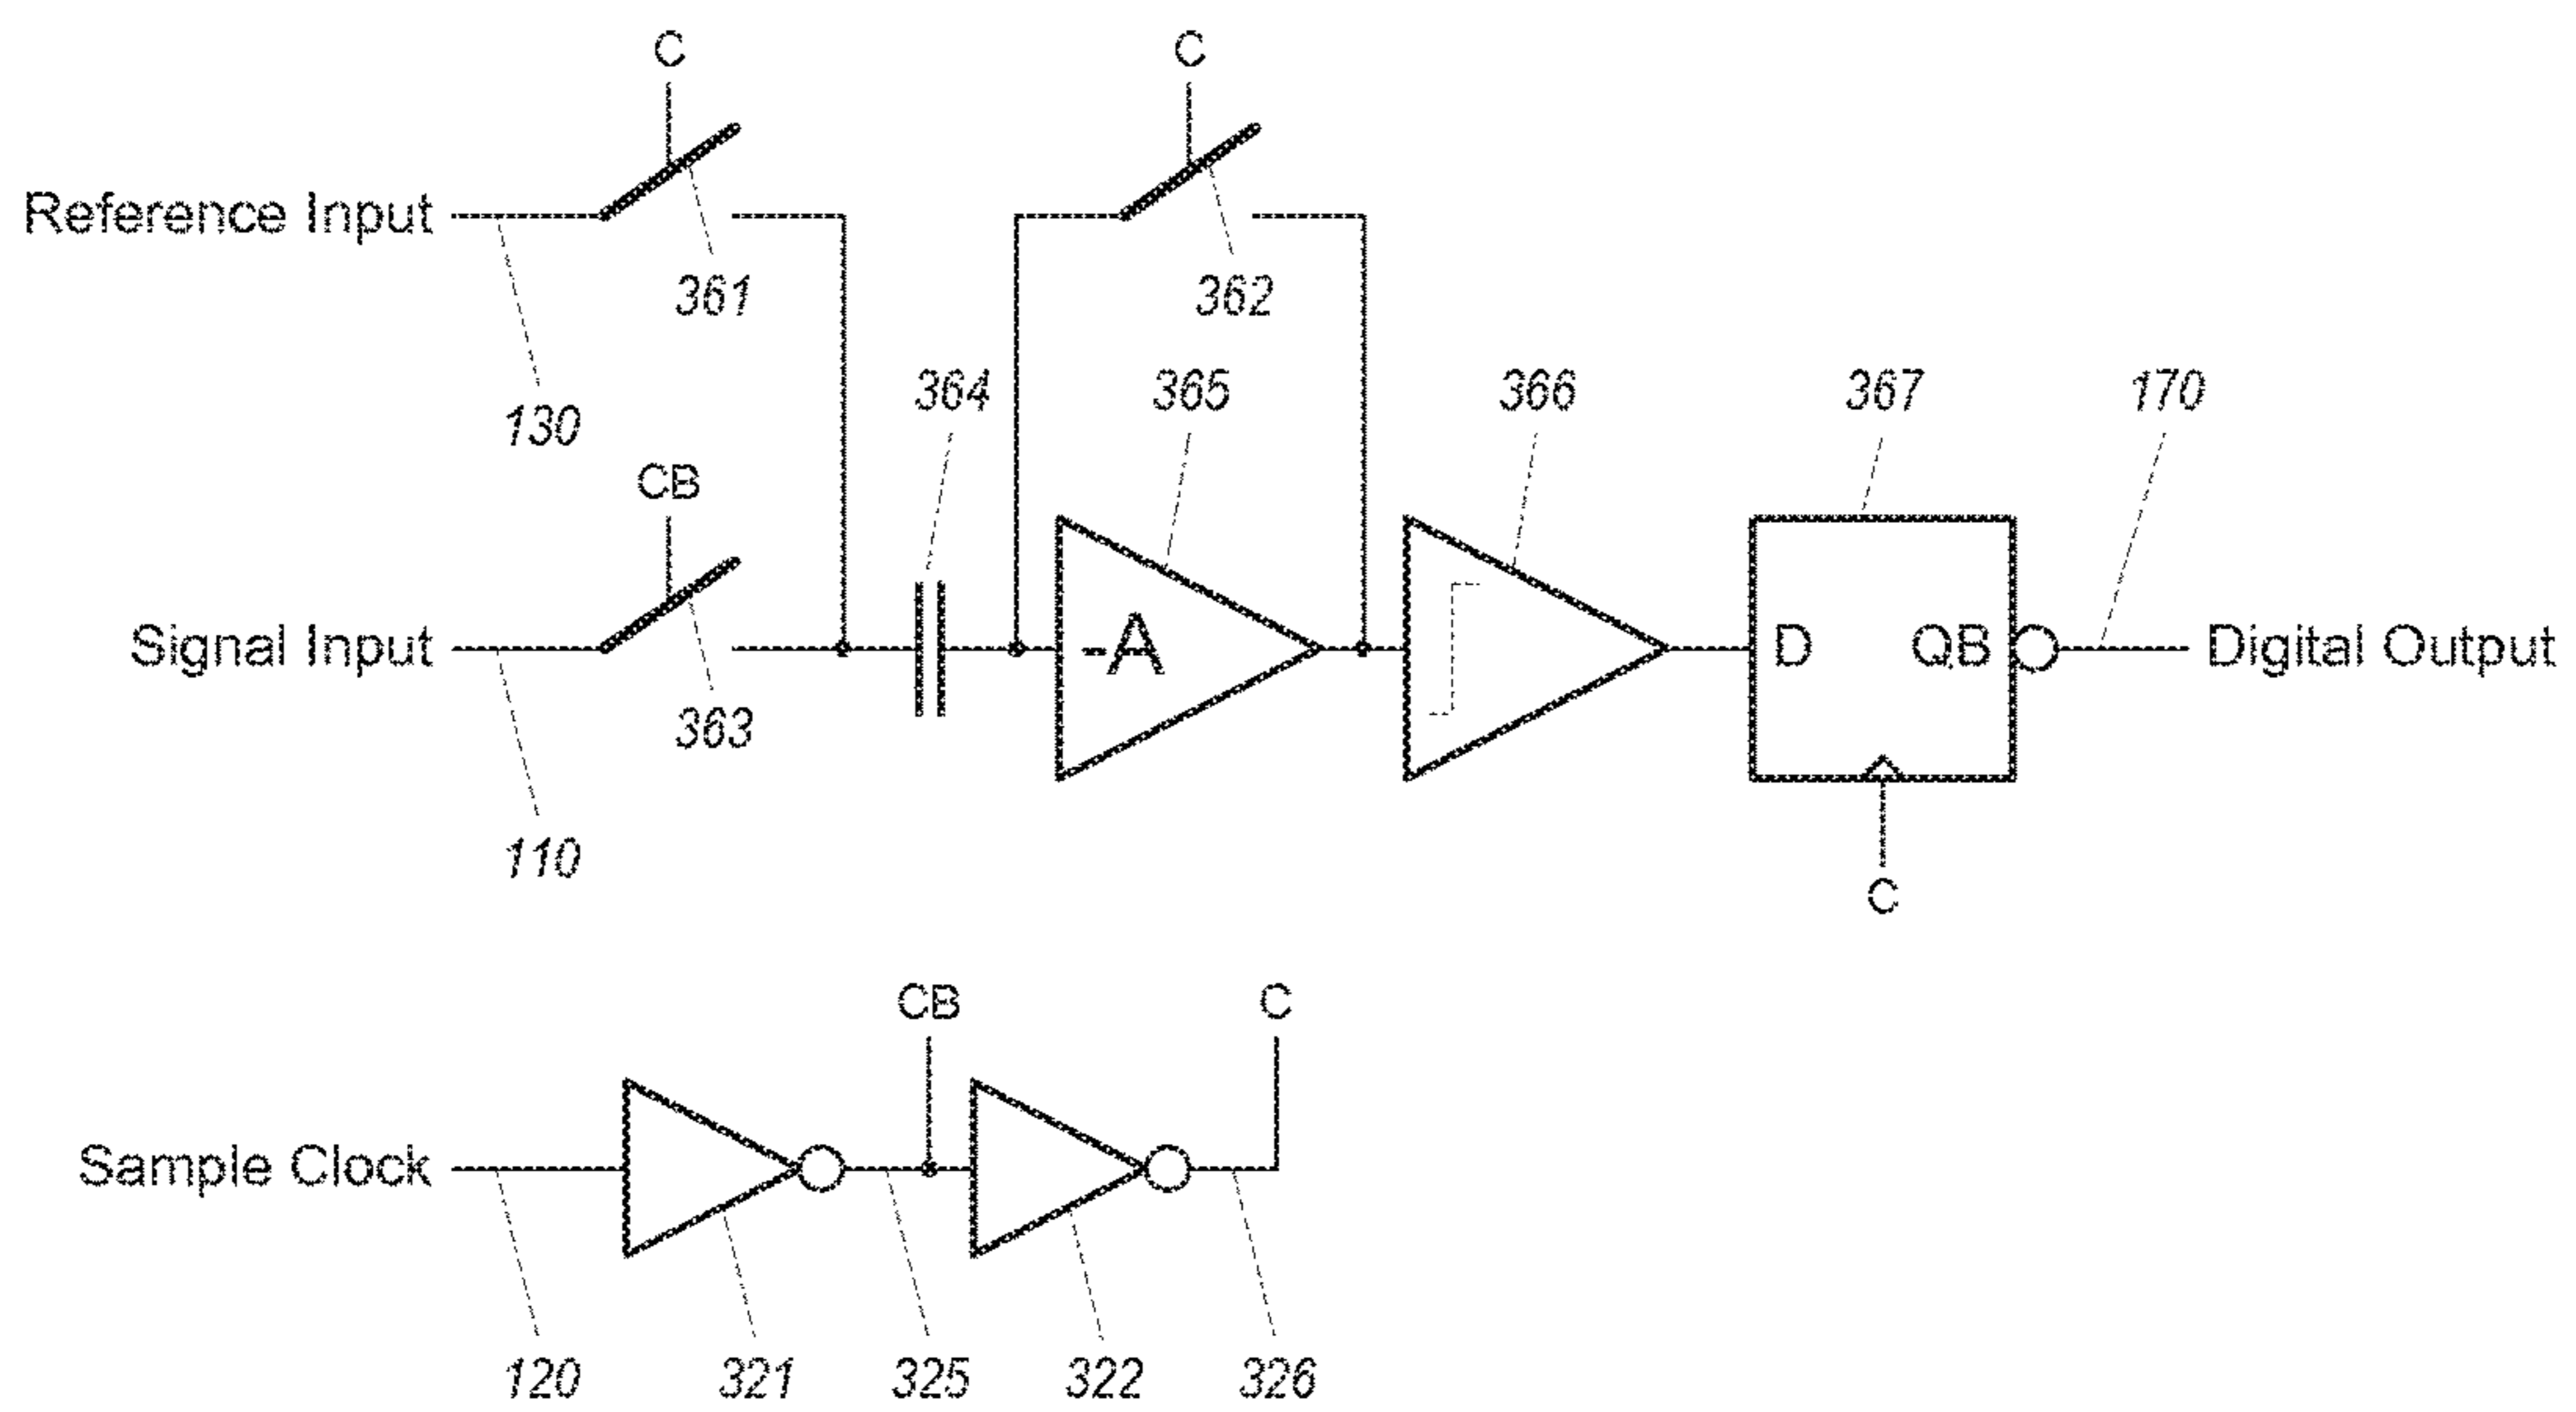 C
C
Reference Input
361
362
130
364
365
366
367
170
CB
Signal Input
-A
D
QB
Digital Output
363
110
C
CB
C
Sample Clock
120
321
325
322
326